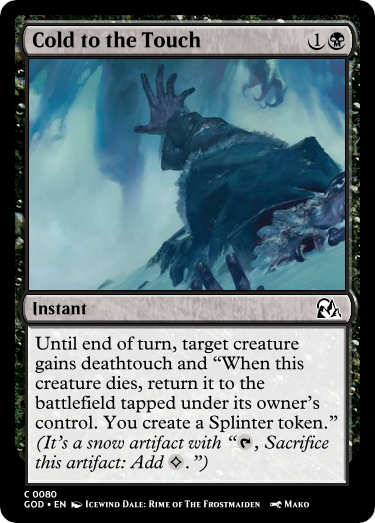 Cold to the Touch 1
Instant
Until end of turn, target creature
gains deathtouch and “When this
creature dies, return it to the
battlefield tapped under its owner’s
control. You create a Splinter token.”
(It’s a snow artifact with “, Sacrifice
this artifact: Add .”)
C 0080
GOD • EN Icewind Dale: Rime of The Frostmaiden Mako